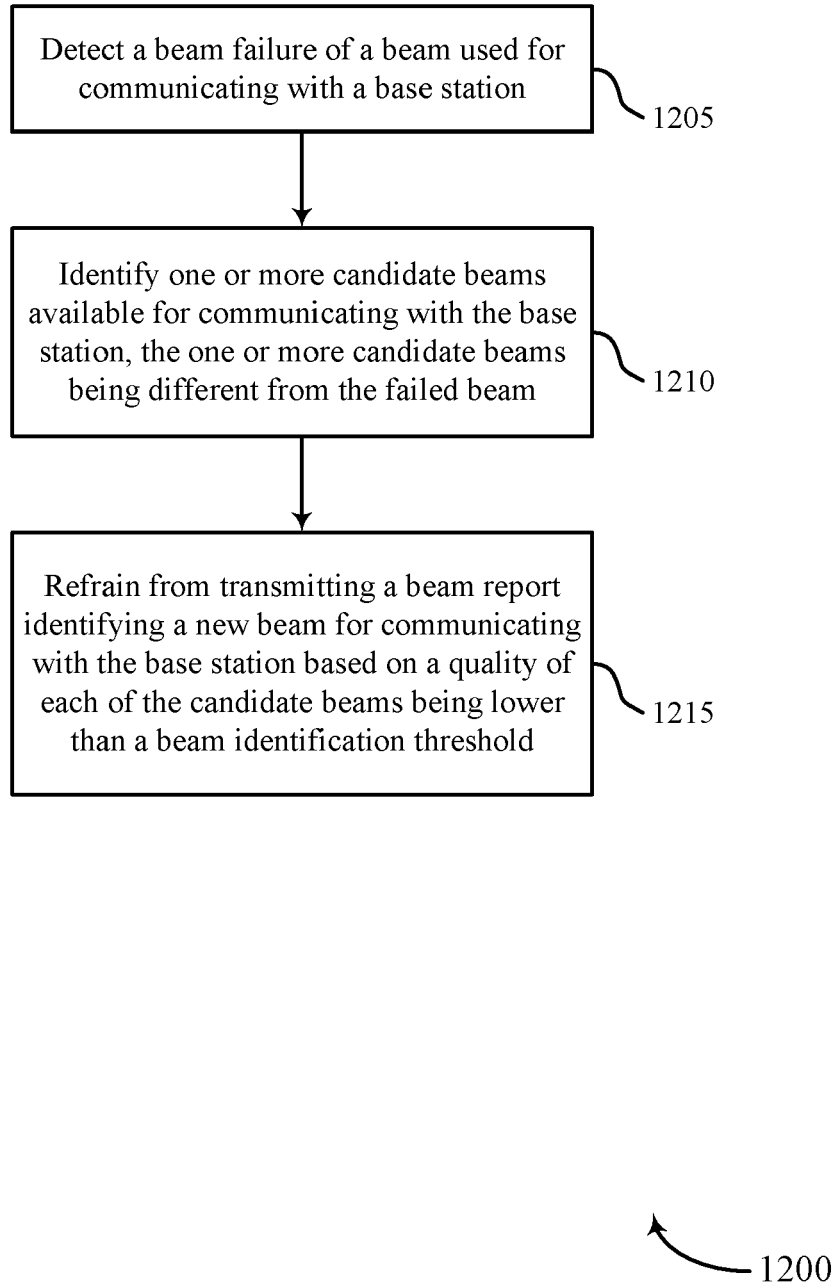 Detect a beam failure of a beam used for
communicating with a base station
1205
Identify one or more candidate beams
available for communicating with the base
station, the one or more candidate beams
being different from the failed beam
1210
Refrain from transmitting a beam report
identifying a new beam for communicating
with the base station based on a quality of
each of the candidate beams being lower
than a beam identification threshold
1215
1200